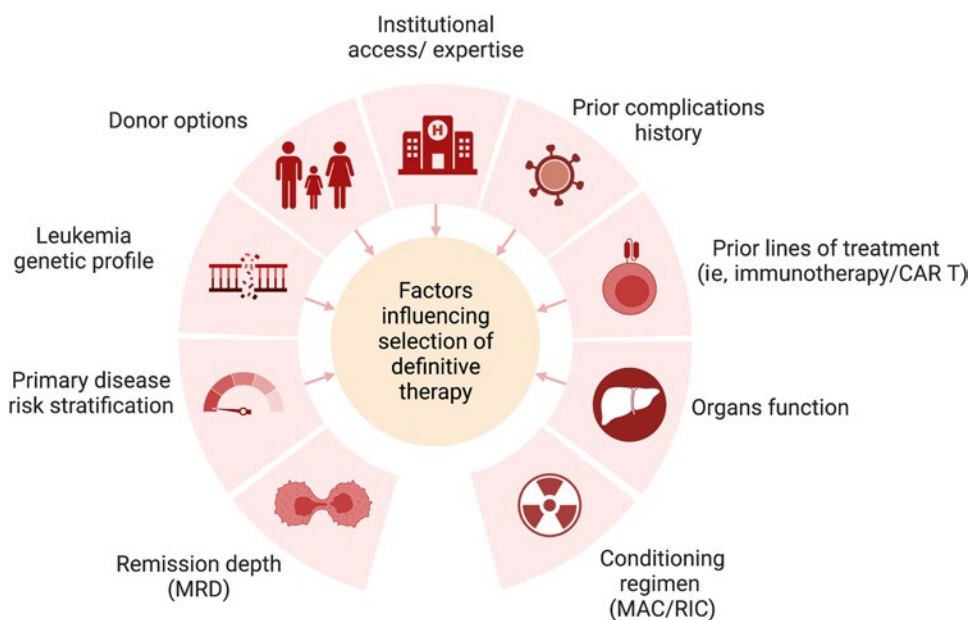 Institutional
access/ expertise
Donor options
Prior complications
history
H
Leukemia
genetic profile
Prior lines of treatment
(ie, immunotherapy/CAR T)
Factors
influencing
selection of
definitive
therapy
Primary disease
risk stratification
Organs function
Remission depth
(MRD)
Conditioning
regimen
(MAC/RIC)